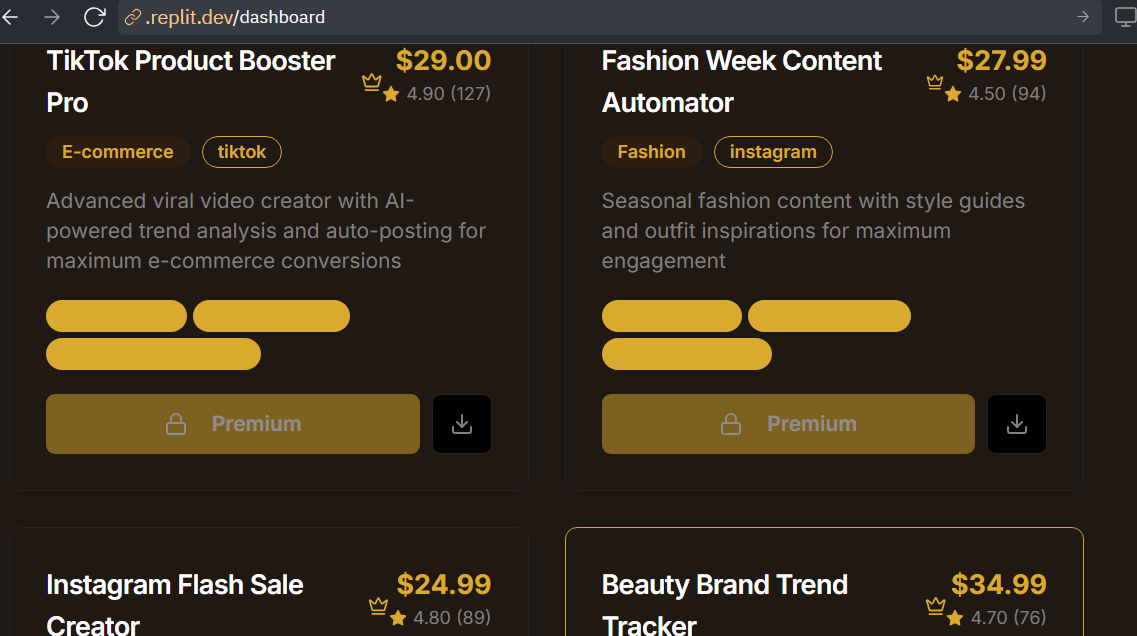 .replit.dev/dashboard
TikTok Product Booster
Pro
$29.00
4.90 (127)
E-commerce
tiktok
Advanced viral video creator with AI-
powered trend analysis and auto-posting for
maximum e-commerce conversions
Premium
Fashion Week Content
Automator
$27.99
4.50 (94)
Fashion
instagram
Seasonal fashion content with style guides
and outfit inspirations for maximum
engagement
Premium
Instagram Flash Sale
Creator
$24.99
4.80 (89)
Beauty Brand Trend
Tracker
$34.99
4.70 (76)